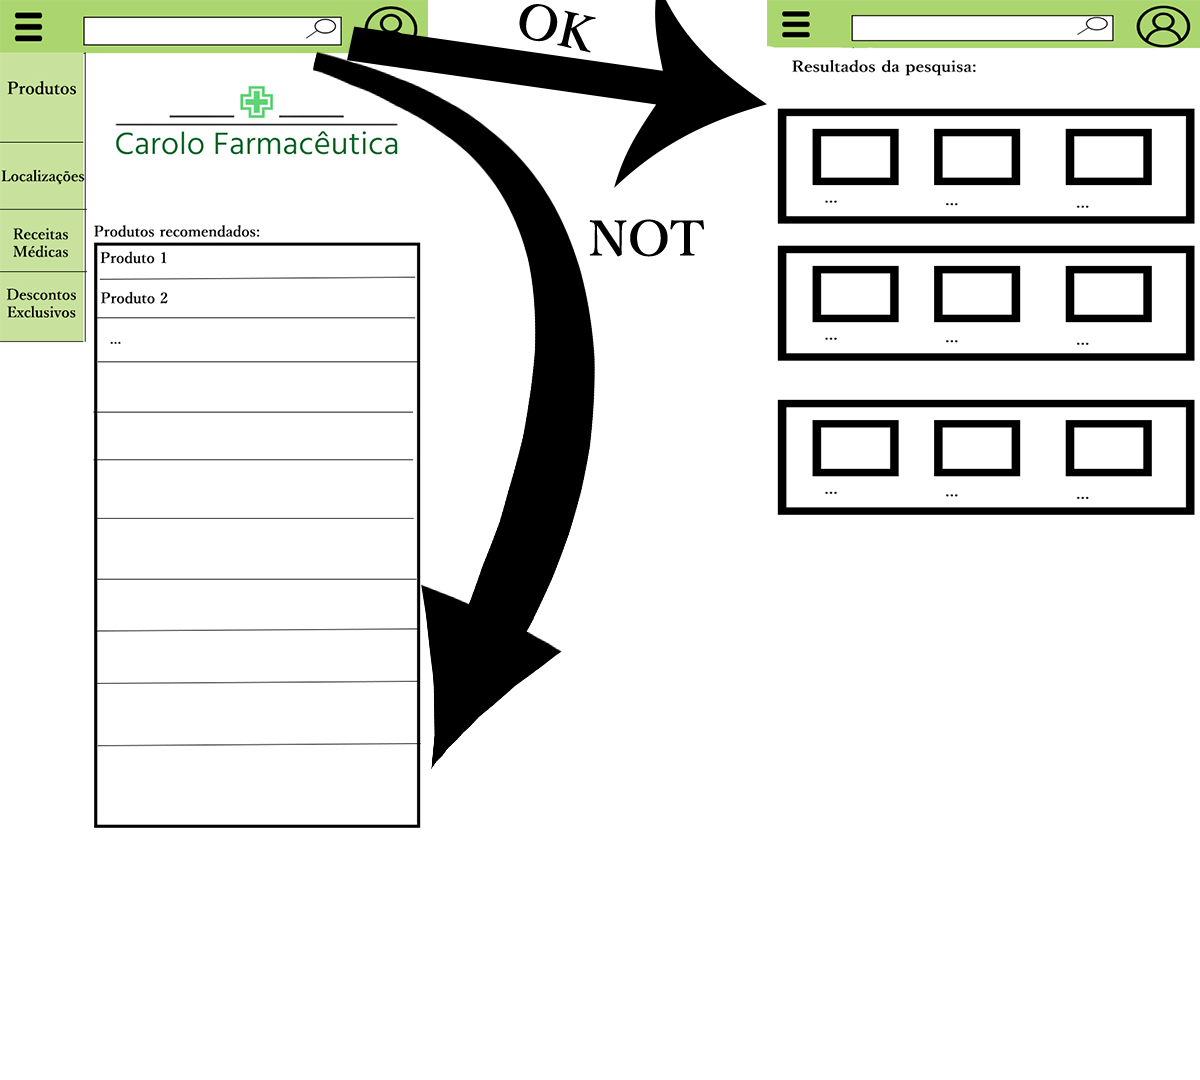 OK
Produtos
Localizações
Receitas
Médicas
Descontos
Exclusivos
Carolo Farmacêutica
Produtos recomendados:
Produto 1
Produto 2
...
NOT
Resultados da pesquisa:
... ... ...
... ... ...
... ... ...